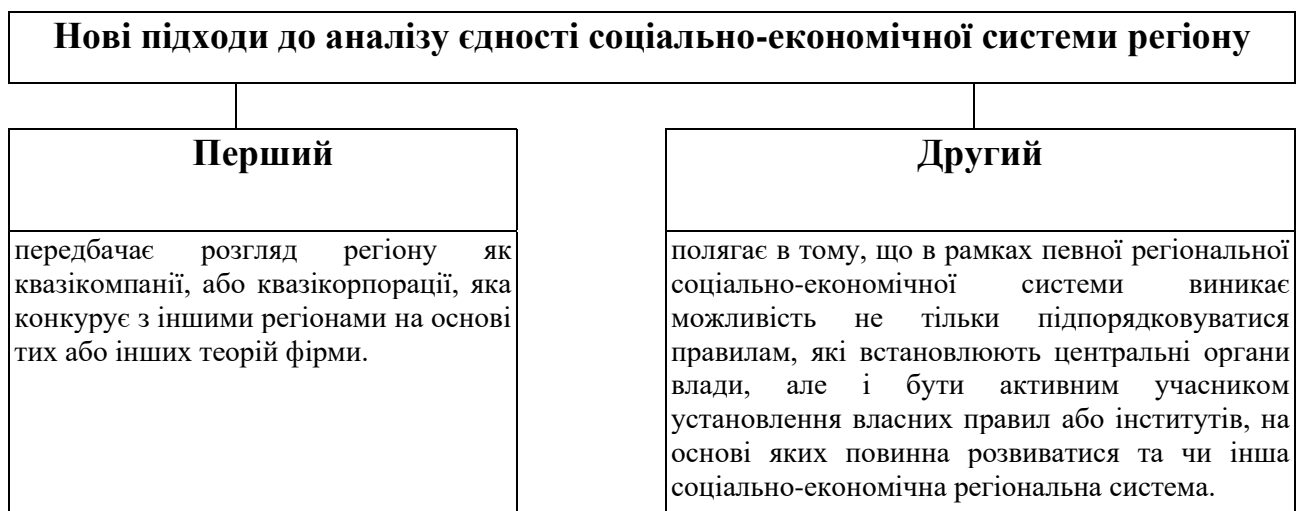 Нові підходи до аналізу єдності соціально-економічної системи регіону
Перший
передбачає розгляд регіону як
квазікомпанії, або квазікорпорації, яка
конкурує з іншими регіонами на основі
тих або інших теорій фірми.
Другий
полягає в тому, що в рамках певної регіональної
соціально-економічної системи виникає
можливість не тільки підпорядковуватися
правилам, які встановлюють центральні органи
влади, але і бути активним учасником
установлення власних правил або інститутів, на
основі яких повинна розвиватися та чи інша
соціально-економічна регіональна система.